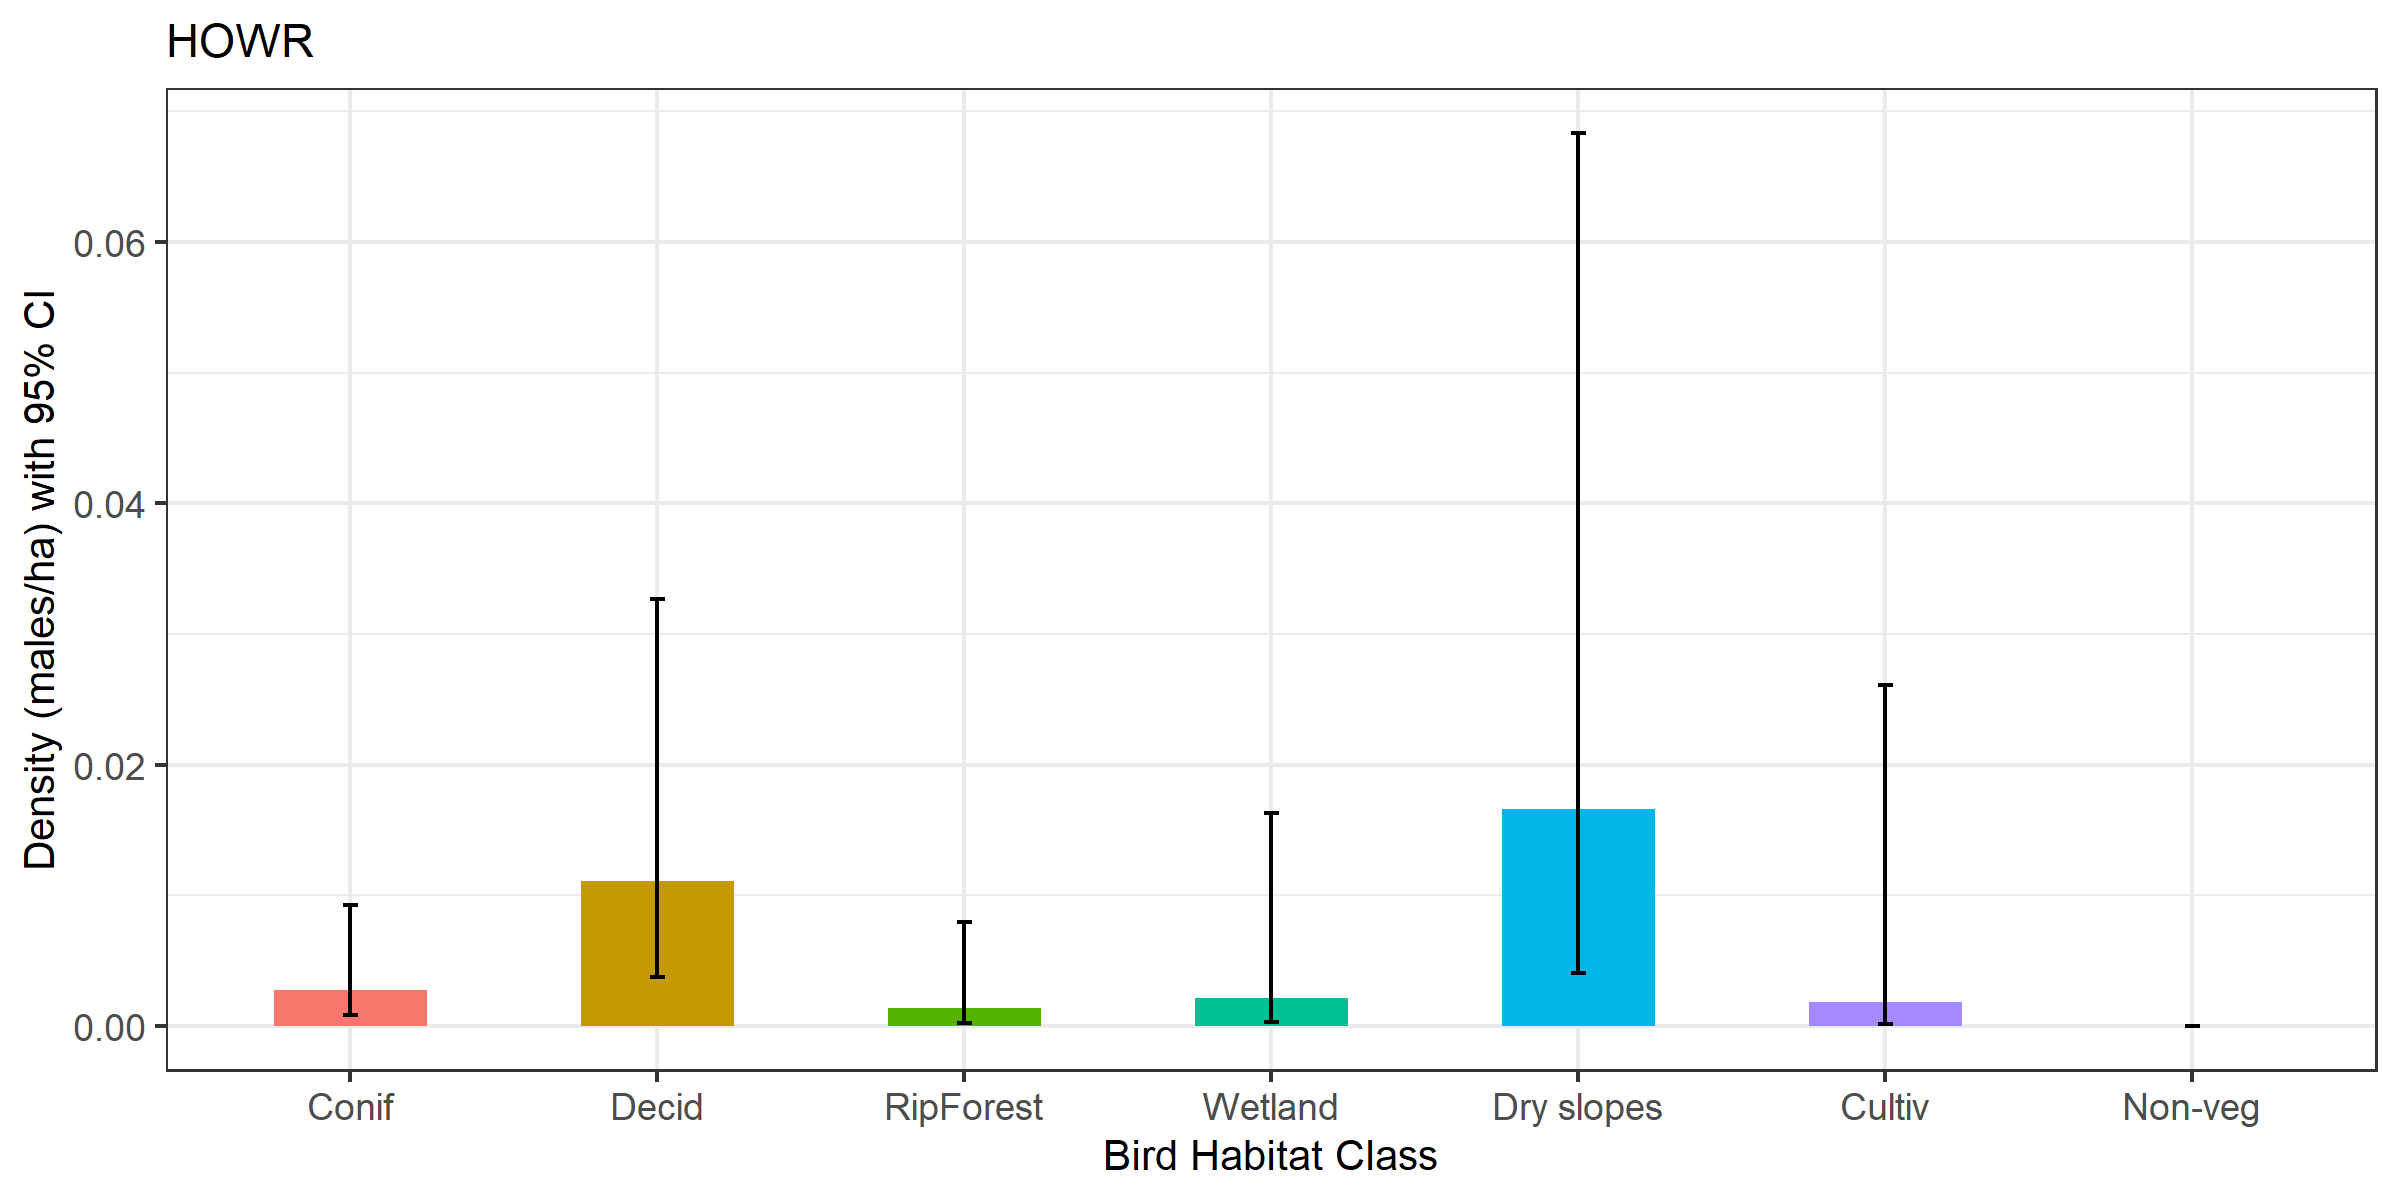 HOWR
Density (males/ha) with 95% CI
0.06
0.04
0.02
0.00
Conif Decid RipForest Wetland Dry slopes Cultiv Non-veg
Bird Habitat Class